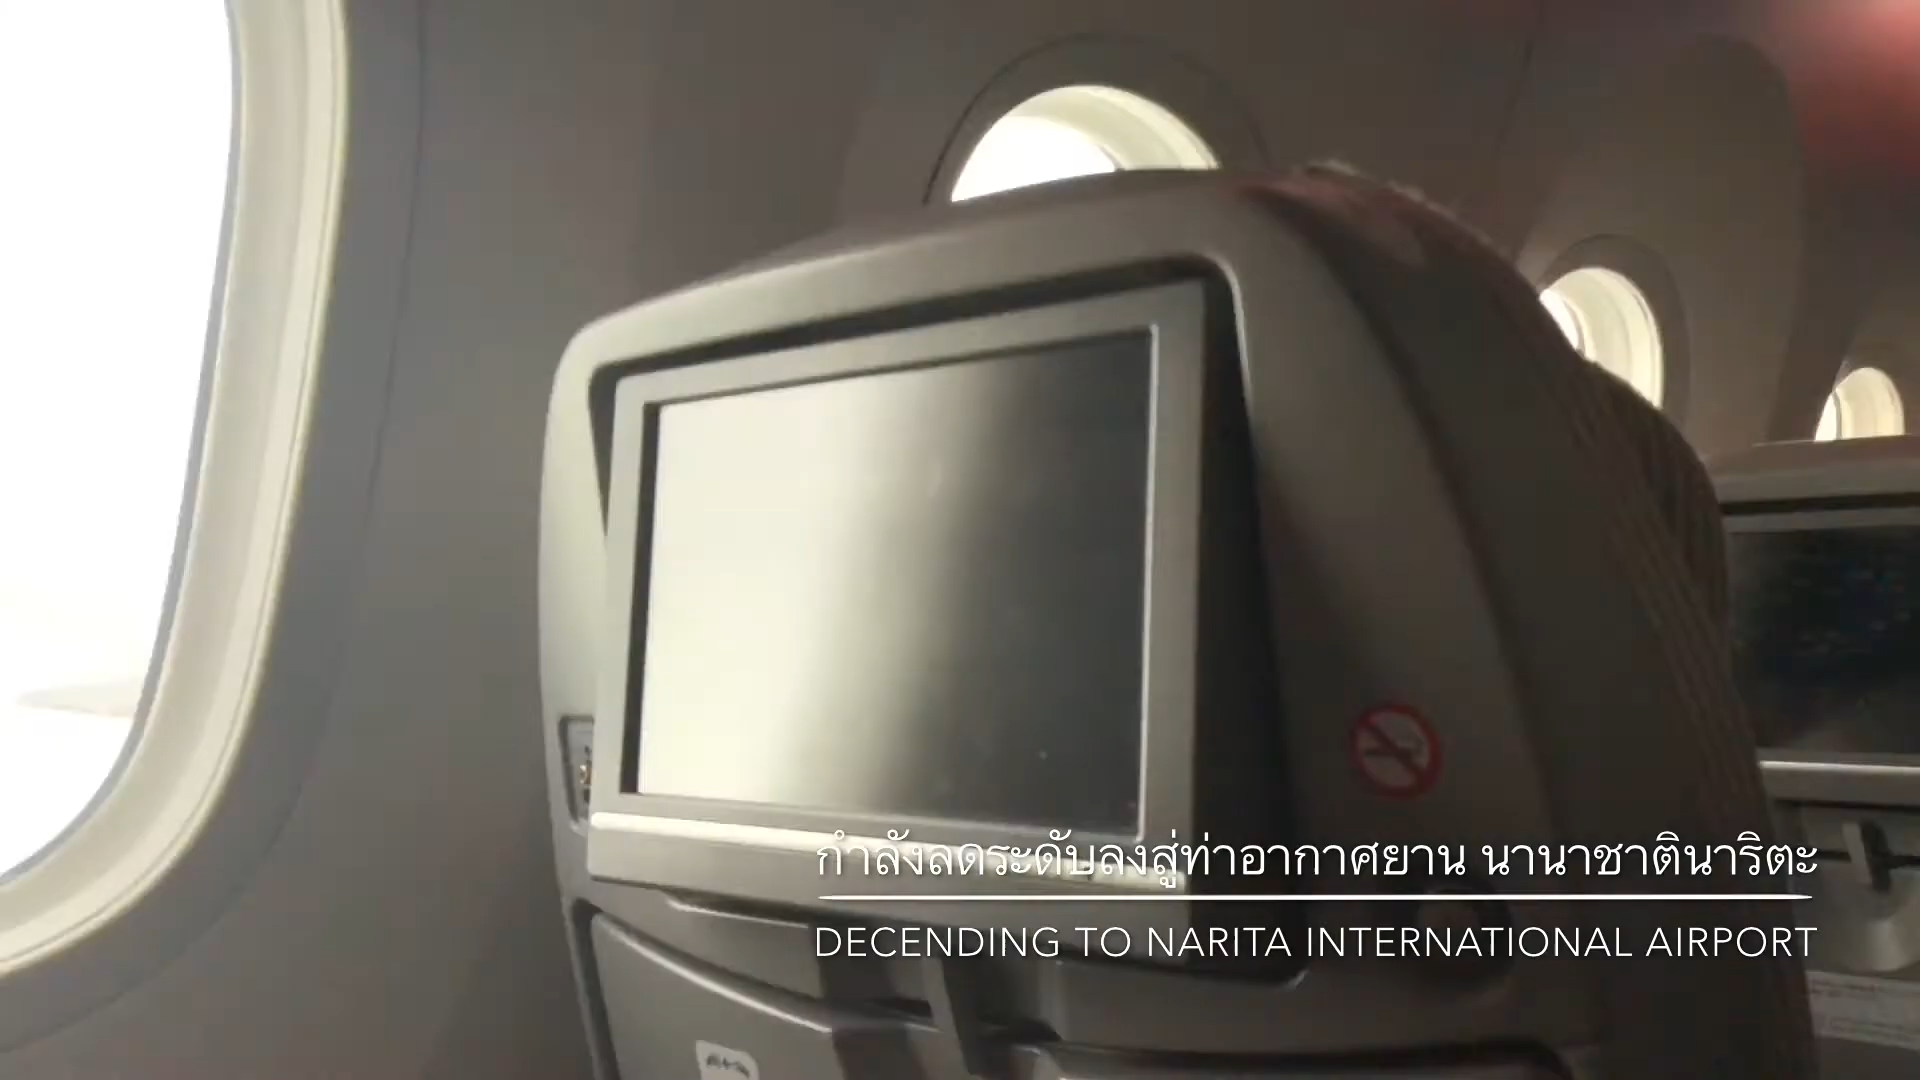 กำลังลดระดับลงสู่ท่าอากาศยาน นานาชาตินาริตะ
DECENDING TO NARITA INTERNATIONAL AIRPORT